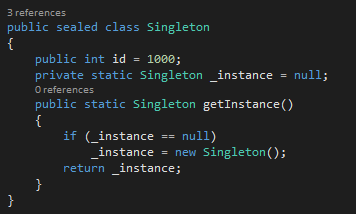 3 references
public sealed class Singleton
{
    public int id = 1000;
    private static Singleton _instance = null;
    0 references
    public static Singleton getInstance()
    {
        if (_instance == null)
            _instance = new Singleton();
        return _instance;
    }
}